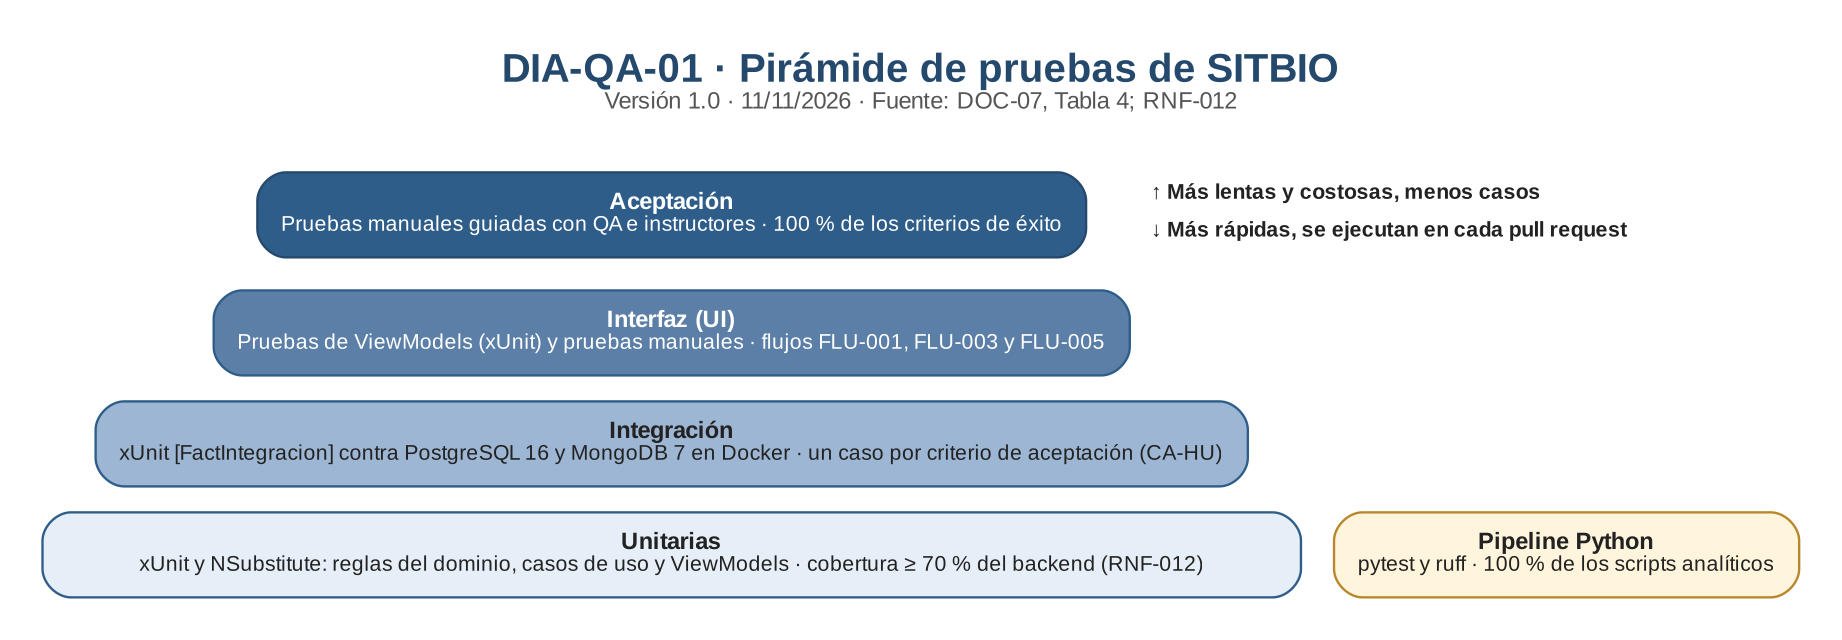 DIA-QA-01 · Pirámide de pruebas de SITBIO
Versión 1.0 · 11/11/2026 · Fuente: DOC-07, Tabla 4; RNF-012
Aceptación
Pruebas manuales guiadas con QA e instructores · 100 % de los criterios de éxito
↑ Más lentas y costosas, menos casos
↓ Más rápidas, se ejecutan en cada pull request
Interfaz (UI)
Pruebas de ViewModels (xUnit) y pruebas manuales · flujos FLU-001, FLU-003 y FLU-005
Integración
xUnit [FactIntegracion] contra PostgreSQL 16 y MongoDB 7 en Docker · un caso por criterio de aceptación (CA-HU)
Unitarias
xUnit y NSubstitute: reglas del dominio, casos de uso y ViewModels · cobertura ≥ 70 % del backend (RNF-012)
Pipeline Python
pytest y ruff · 100 % de los scripts analíticos